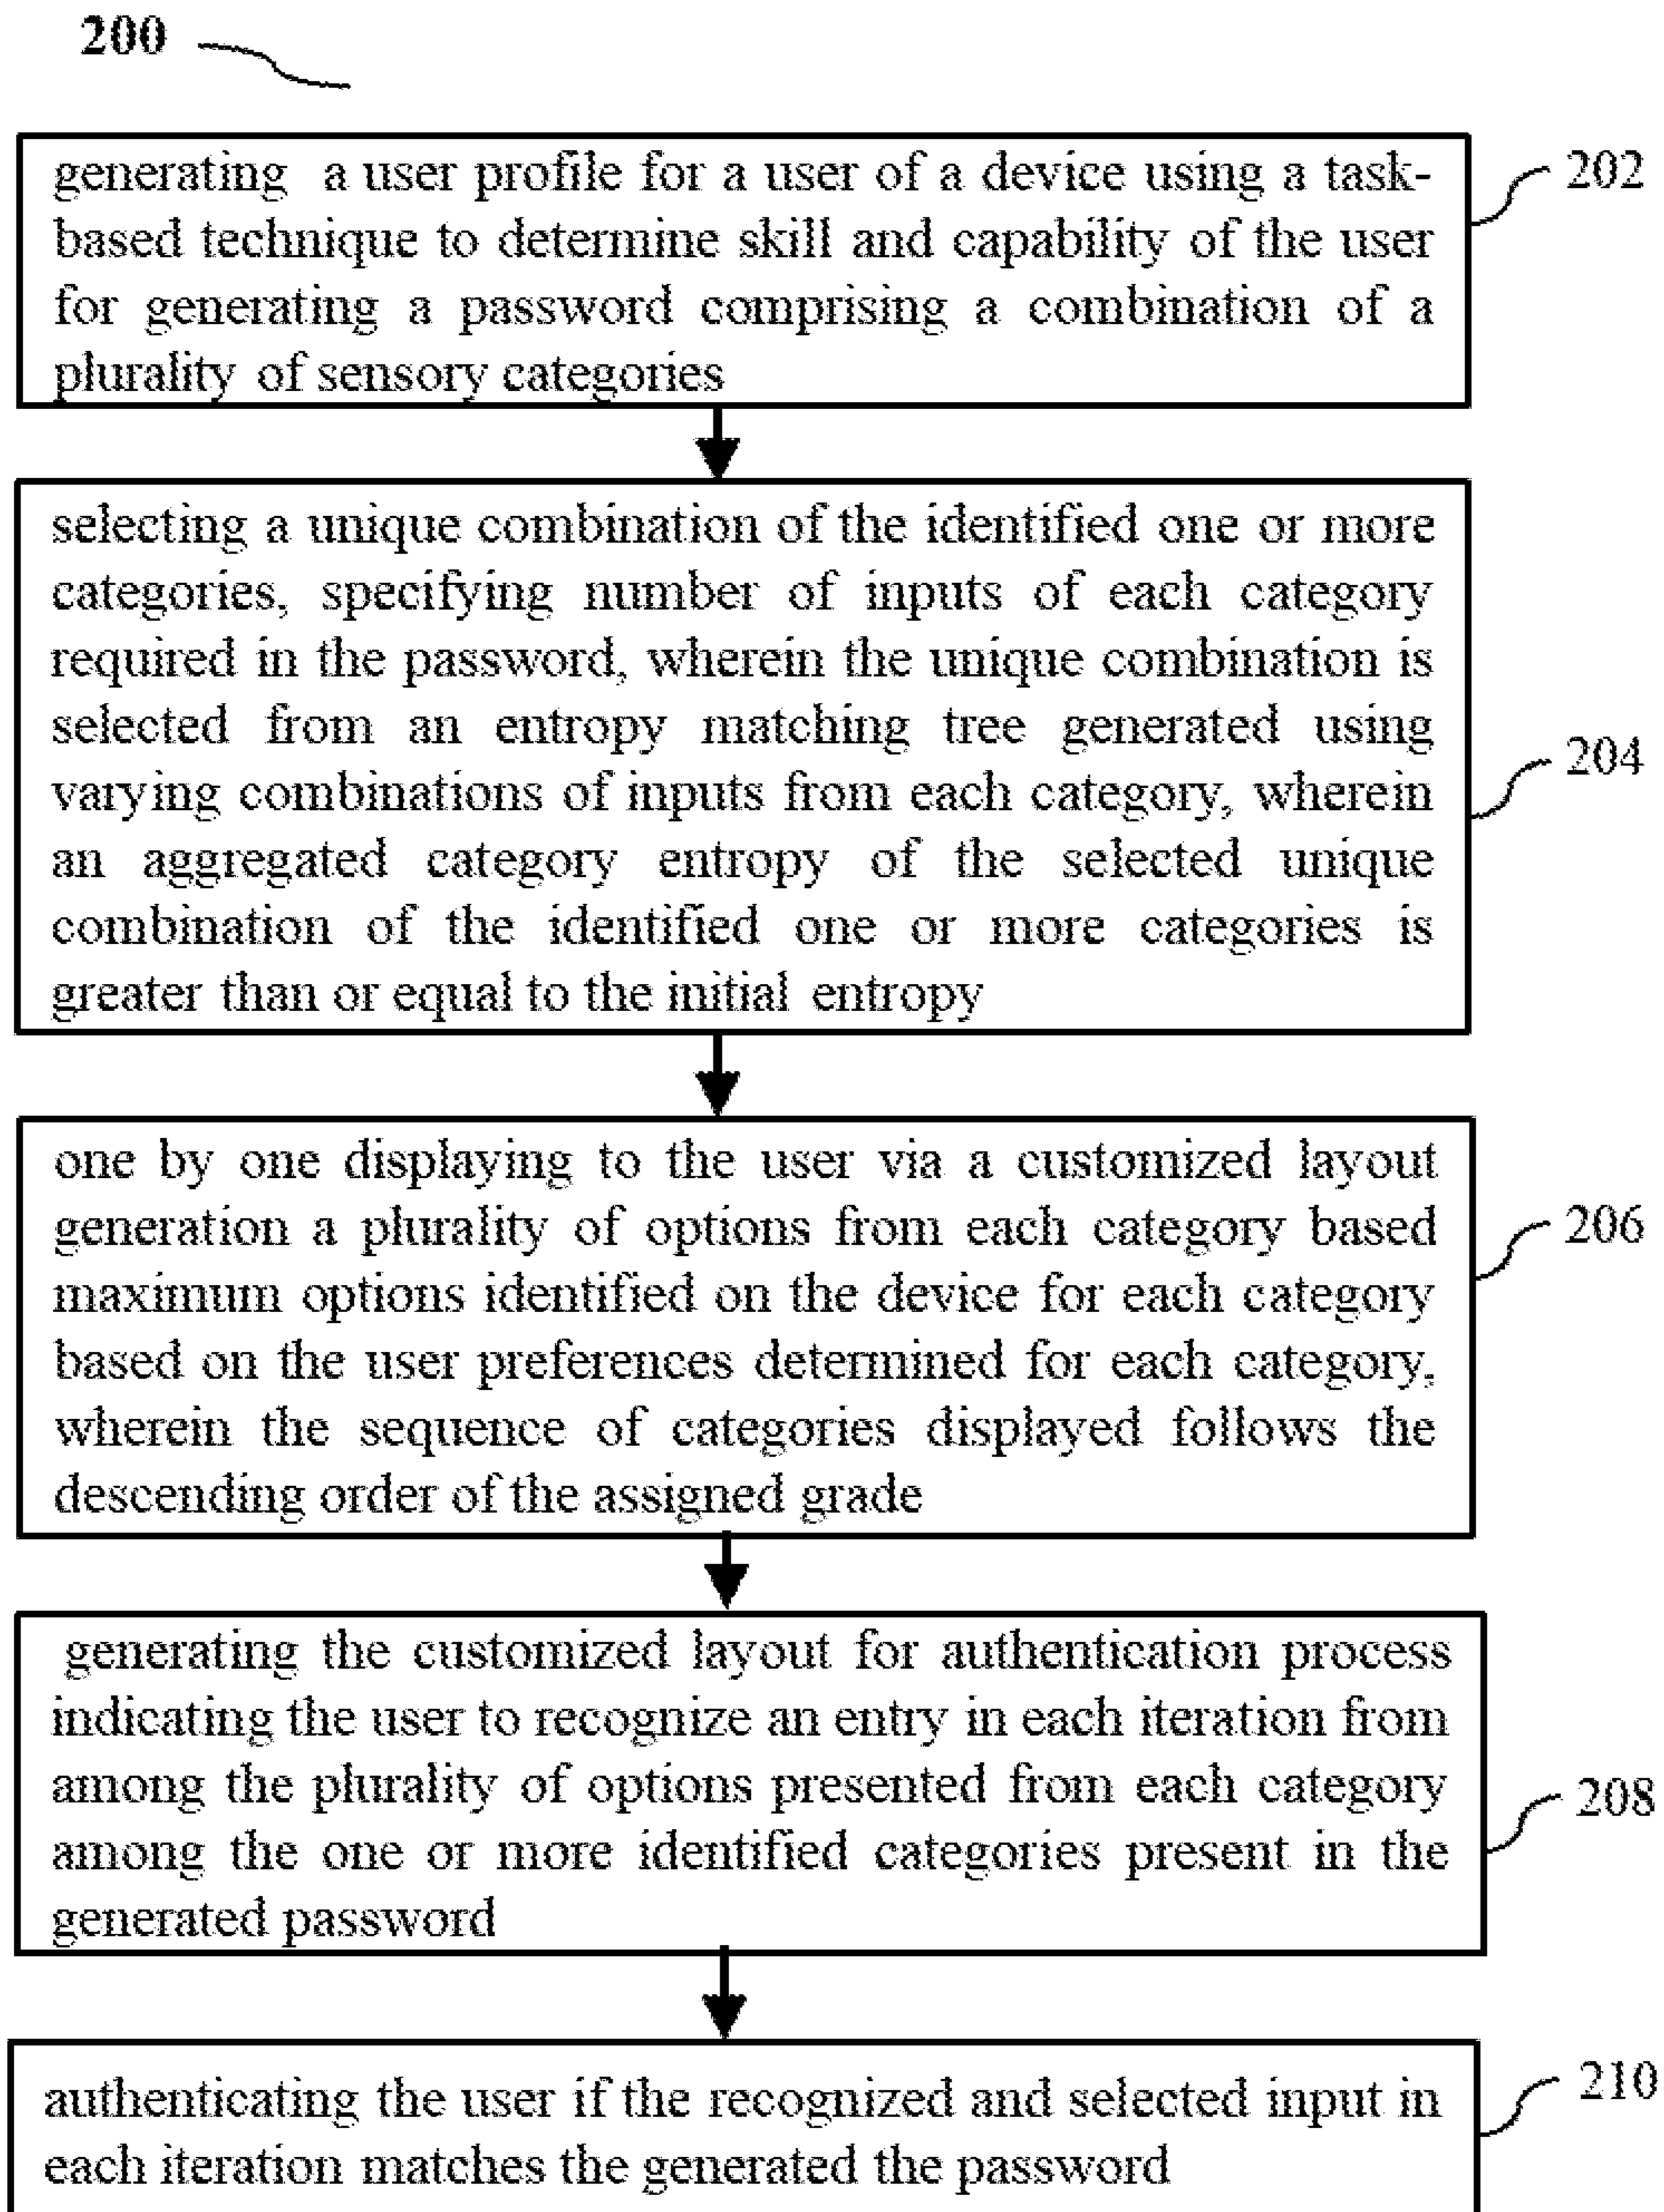 200
generating a user profile for a user of a device using a task-
202
based technique to determine skill and capability of the user
for generating a password comprising a combination of a
plurality of sensory categories
selecting a unique combination of the identified one or more
categories, specifying number of inputs of each category
required in the password, wherein the unique combination is
selected from an entropy matching tree generated using
204
varying combinations of inputs from each category, wherein
an aggregated category entropy of the selected unique
combination of the identified one or more categories is
greater than or equal to the initial entropy
one by one displaying to the user via a customized layout
generation a plurality of options from each category based
206
maximum options identified on the device for each category
based on the user preferences determined for each category,
wherein the sequence of categories displayed follows the
descending order of the assigned grade
generating the customized layout for authentication process
indicating the user to recognize an entry in each iteration from
among the plurality of options presented from each category
208
among the one or more identified categories present in the
generated password
authenticating the user if the recognized and selected input in
210
each iteration matches the generated the password